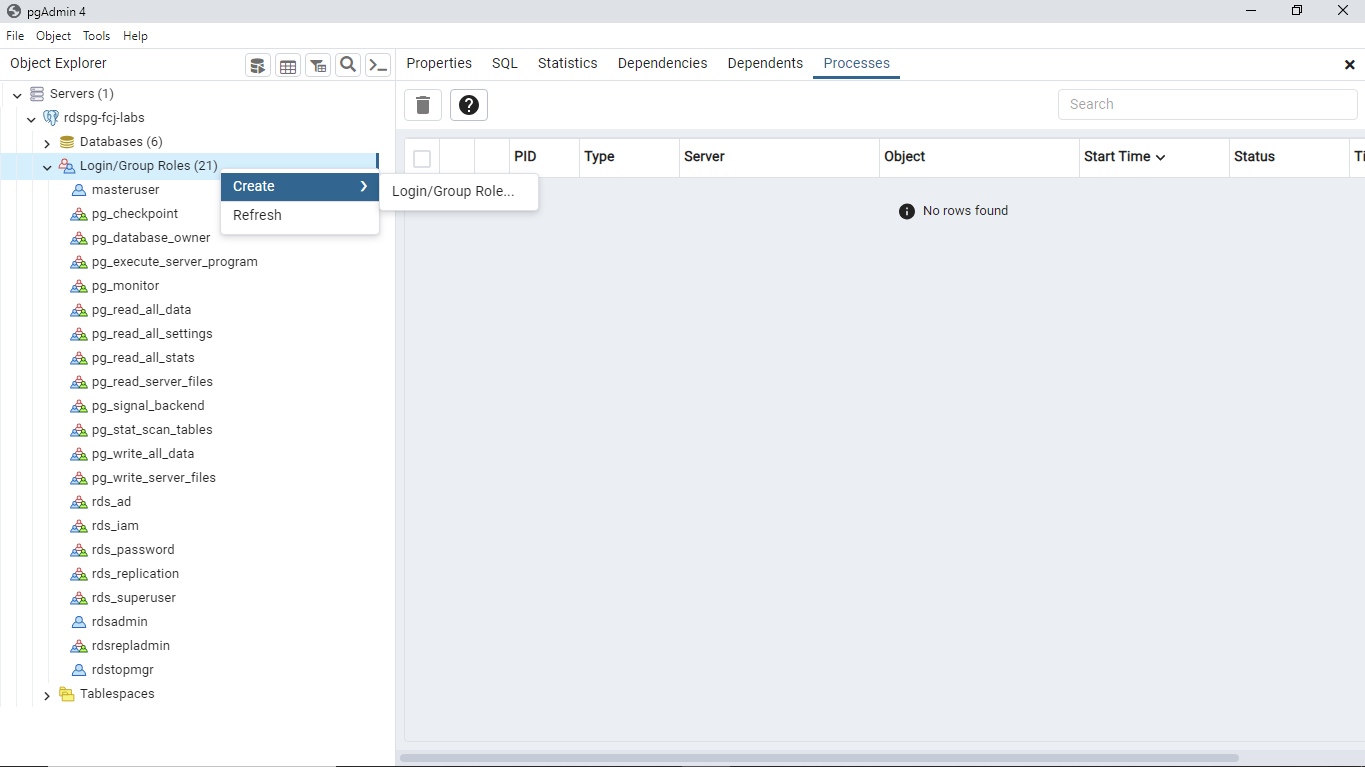 pgAdmin 4
File Object Tools Help
Object Explorer
Properties SQL Statistics Dependencies Dependents Processes
Search
Servers (1)
rdspg-fcj-labs
Databases (6)
Login/Group Roles (21)
masteruser
pg_checkpoint
pg_database_owner
pg_execute_server_program
pg_monitor
pg_read_all_data
pg_read_all_settings
pg_read_all_stats
pg_read_server_files
pg_signal_backend
pg_stat_scan_tables
pg_write_all_data
pg_write_server_files
rds_ad
rds_iam
rds_password
rds_replication
rds_superuser
rdsadmin
rdsrepladmin
rdstopmgr
Tablespaces
Create
Refresh
Login/Group Role...
PID Type Server Object Start Time Status
No rows found